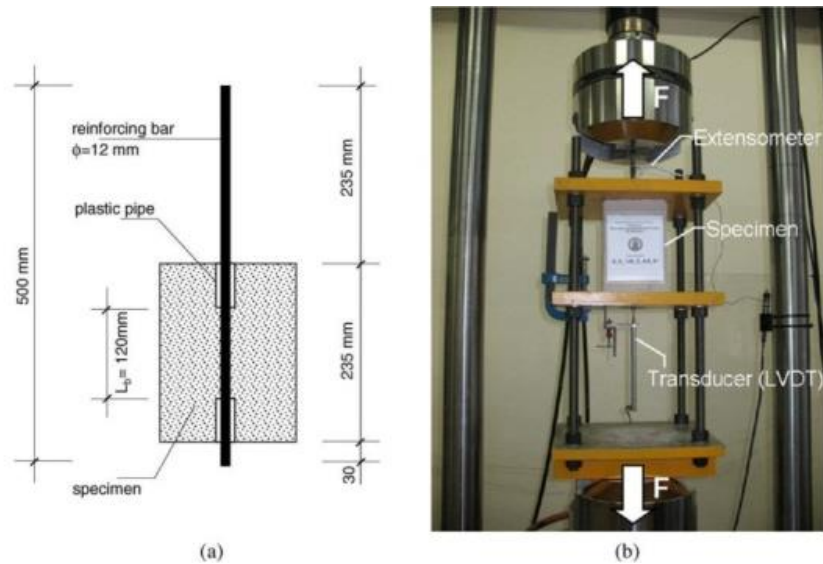 reinforcing bar
ϕ=12 mm
plastic pipe
500 mm
L_b= 120mm
235 mm
235 mm
30
specimen
(a)
F
Extensometer
Specimen
Transducer (LVDT)
F
(b)